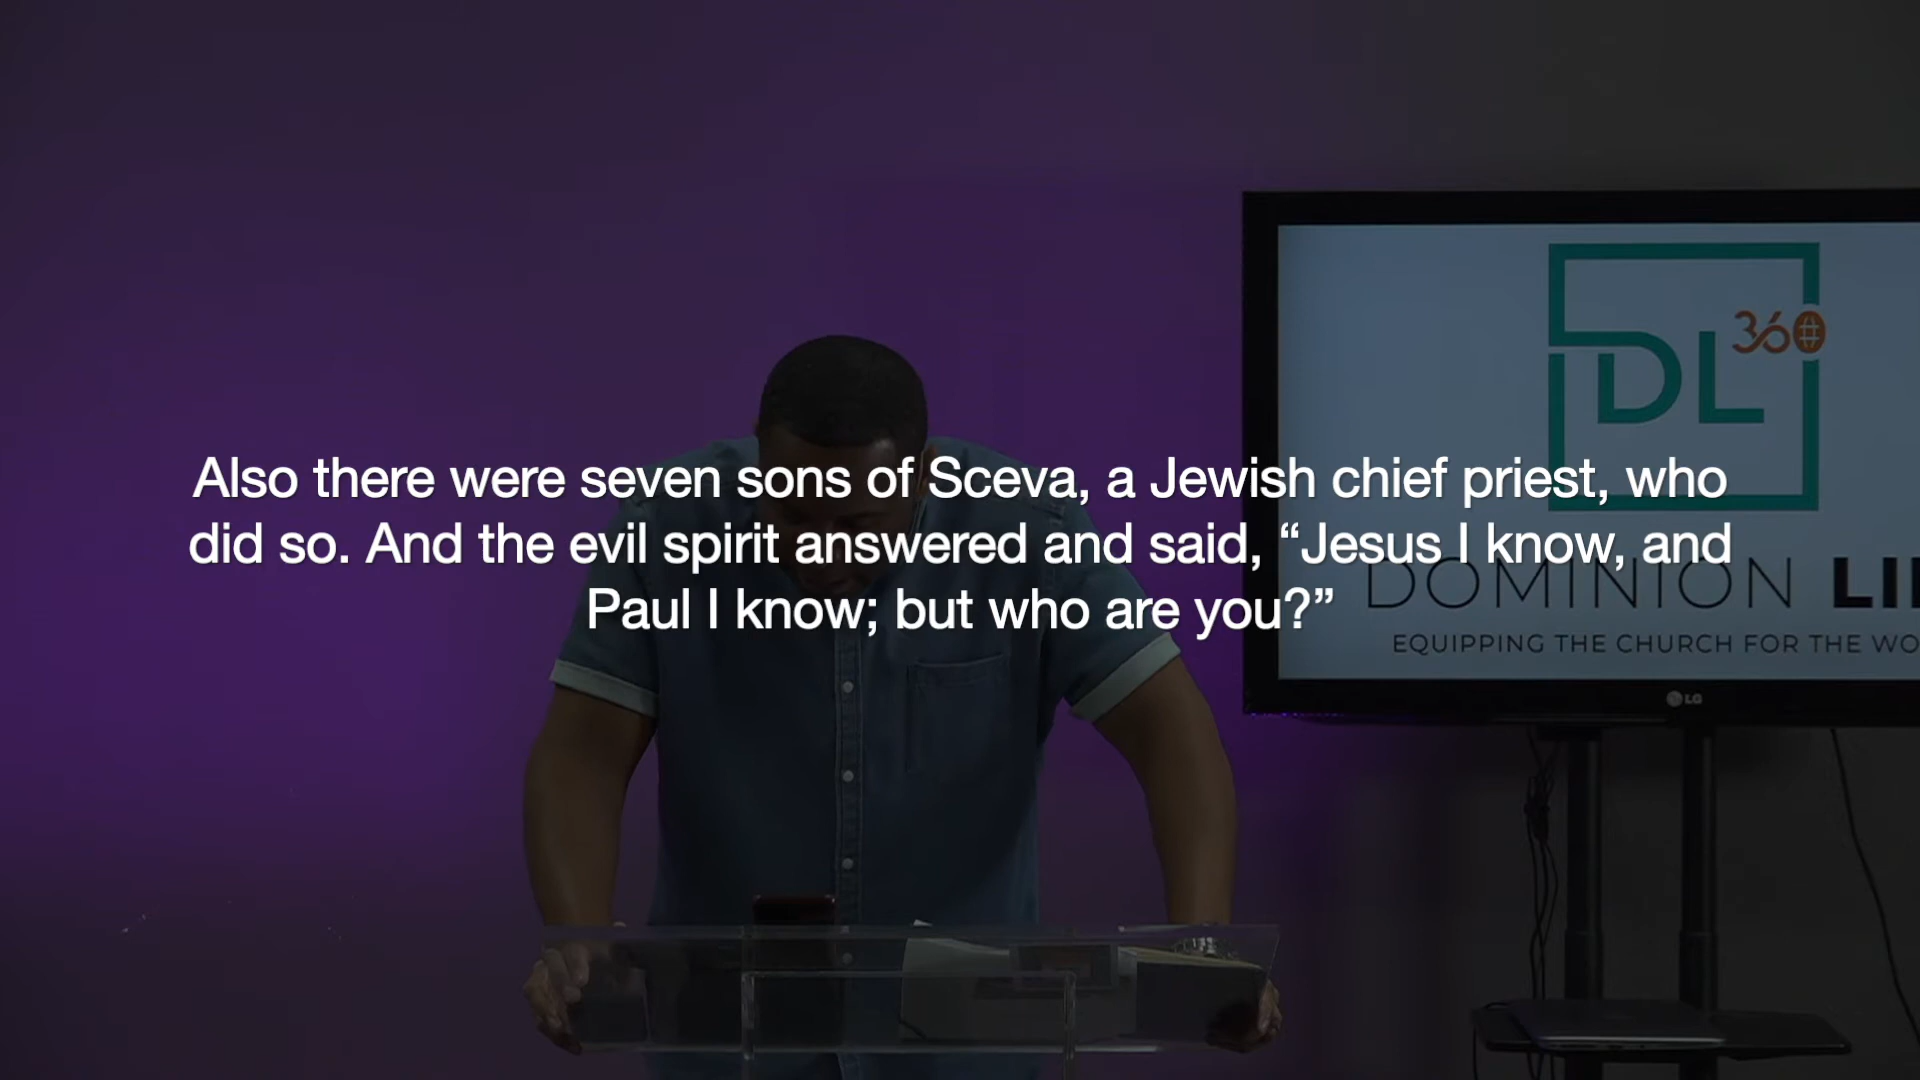 Also there were seven sons of Sceva, a Jewish chief priest, who
did so. And the evil spirit answered and said, “Jesus I know, and
Paul I know; but who are you?”
DL
360
DOMINION LI
EQUIPPING THE CHURCH FOR THE WO
LG